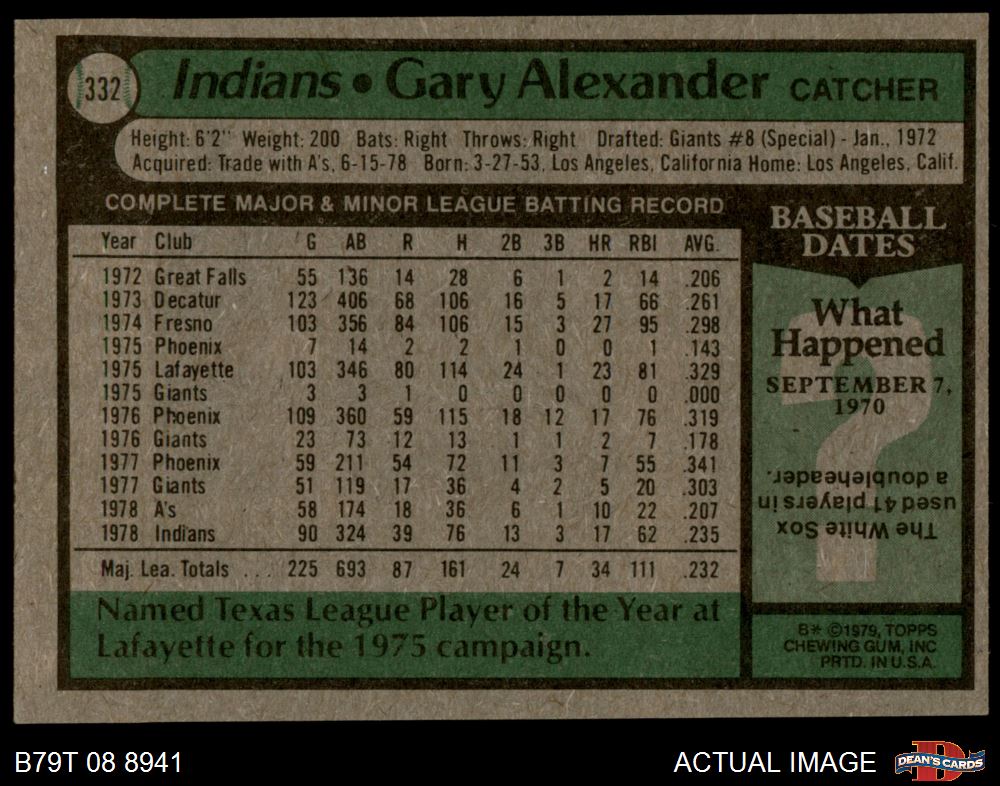 332
Indians • Gary Alexander CATCHER
Height: 6'2" Weight: 200 Bats: Right Throws: Right Drafted: Giants #8 (Special) - Jan., 1972
Acquired: Trade with A's, 6-15-78 Born: 3-27-53, Los Angeles, California Home: Los Angeles, Calif.
COMPLETE MAJOR & MINOR LEAGUE BATTING RECORD
Year Club G AB R H 2B 3B HR RBI AVG.
1972 Great Falls 55 136 14 28 6 1 2 14 .206
1973 Decatur 123 406 68 106 16 5 17 66 .261
1974 Fresno 103 356 84 106 15 3 27 95 .298
1975 Phoenix 7 14 2 2 1 0 0 1 .143
1975 Lafayette 103 346 80 114 24 1 23 81 .329
1975 Giants 3 3 1 0 0 0 0 0 .000
1976 Phoenix 109 360 59 115 18 12 17 76 .319
1976 Giants 23 73 12 13 1 1 2 7 .178
1977 Phoenix 59 211 54 72 11 3 7 55 .341
1977 Giants 51 119 17 36 4 2 5 20 .303
1978 A's 58 174 18 36 6 1 10 22 .207
1978 Indians 90 324 39 76 13 3 17 62 .235
Maj. Lea. Totals ... 225 693 87 161 24 7 34 111 .232
Named Texas League Player of the Year at
Lafayette for the 1975 campaign.
BASEBALL
DATES
What
Happened
SEPTEMBER 7,
1970
?
The White Sox
used 41 players in
a doubleheader.
B* ©1979, TOPPS
CHEWING GUM, INC
PRTD. IN U.S.A.
B79T 08 8941
ACTUAL IMAGE
D
DEAN'S CARDS